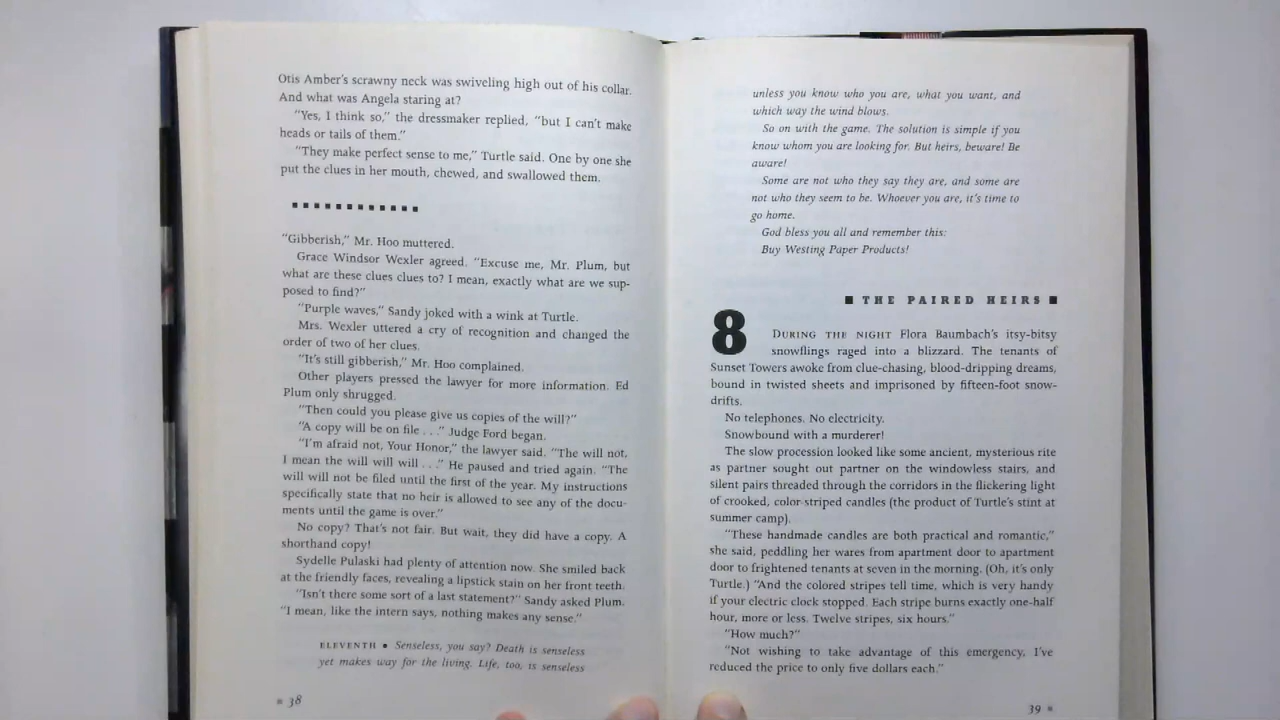 Otis Amber's scrawny neck was swiveling high out of his collar.
And what was Angela staring at?
"Yes, I think so," the dressmaker replied, "but I can't make
heads or tails of them."
"They make perfect sense to me," Turtle said. One by one she
put the clues in her mouth, chewed, and swallowed them.
"Gibberish," Mr. Hoo muttered.
Grace Windsor Wexler agreed. "Excuse me, Mr. Plum, but
what are these clues clues to? I mean, exactly what are we sup-
posed to find?"
"Purple waves," Sandy joked with a wink at Turtle.
Mrs. Wexler uttered a cry of recognition and changed the
order of two of her clues.
"It's still gibberish," Mr. Hoo complained.
Other players pressed the lawyer for more information. Ed
Plum only shrugged.
"Then could you please give us copies of the will?"
"A copy will be on file . . ." Judge Ford began.
"I'm afraid not, Your Honor," the lawyer said. "The will not,
I mean the will will will . . ." He paused and tried again. "The
will will not be filed until the first of the year. My instructions
specifically state that no heir is allowed to see any of the docu-
ments until the game is over."
No copy? That's not fair. But wait, they did have a copy. A
shorthand copy!
Sydelle Pulaski had plenty of attention now. She smiled back
at the friendly faces, revealing a lipstick stain on her front teeth.
"Isn't there some sort of a last statement?" Sandy asked Plum.
"I mean, like the intern says, nothing makes any sense."
ELEVENTH • Senseless, you say? Death is senseless
yet makes way for the living. Life, too, is senseless
38
unless you know who you are, what you want, and
which way the wind blows.
So on with the game. The solution is simple if you
know whom you are looking for. But heirs, beware! Be
aware!
Some are not who they say they are, and some are
not who they seem to be. Whoever you are, it's time to
go home.
God bless you all and remember this:
Buy Westing Paper Products!
■ THE PAIRED HEIRS ■
8
DURING THE NIGHT Flora Baumbach's itsy-bitsy
snowflings raged into a blizzard. The tenants of
Sunset Towers awoke from clue-chasing, blood-dripping dreams,
bound in twisted sheets and imprisoned by fifteen-foot snow-
drifts.
No telephones. No electricity.
Snowbound with a murderer!
The slow procession looked like some ancient, mysterious rite
as partner sought out partner on the windowless stairs, and
silent pairs threaded through the corridors in the flickering light
of crooked, color-striped candles (the product of Turtle's stint at
summer camp).
"These handmade candles are both practical and romantic,"
she said, peddling her wares from apartment door to apartment
door to frightened tenants at seven in the morning. (Oh, it's only
Turtle.) "And the colored stripes tell time, which is very handy
if your electric clock stopped. Each stripe burns exactly one-half
hour, more or less. Twelve stripes, six hours."
"How much?"
"Not wishing to take advantage of this emergency, I've
reduced the price to only five dollars each."
39